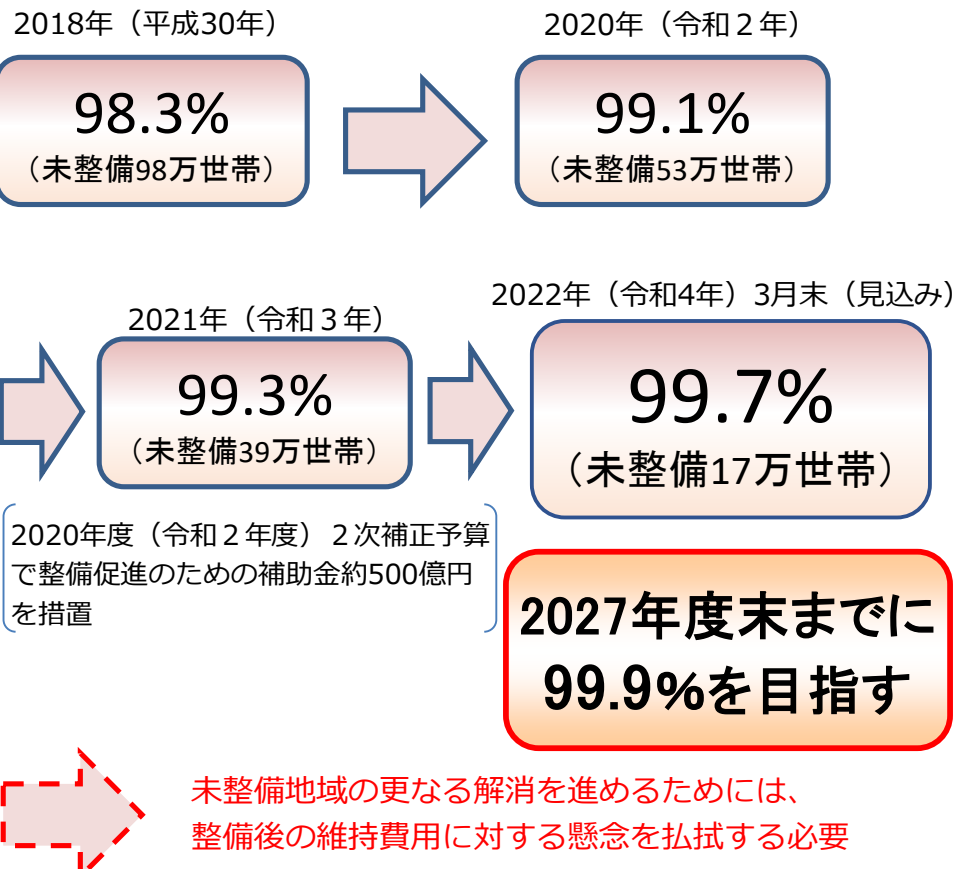 2018年（平成30年）
98.3%
（未整備98万世帯）
2020年（令和２年）
99.1%
（未整備53万世帯）
2021年（令和３年）
99.3%
（未整備39万世帯）
2022年（令和4年）3月末（見込み）
99.7%
（未整備17万世帯）
2020年度（令和２年度）２次補正予算
で整備促進のための補助金約500億円
を措置
2027年度末までに
99.9%を目指す
未整備地域の更なる解消を進めるためには、
整備後の維持費用に対する懸念を払拭する必要